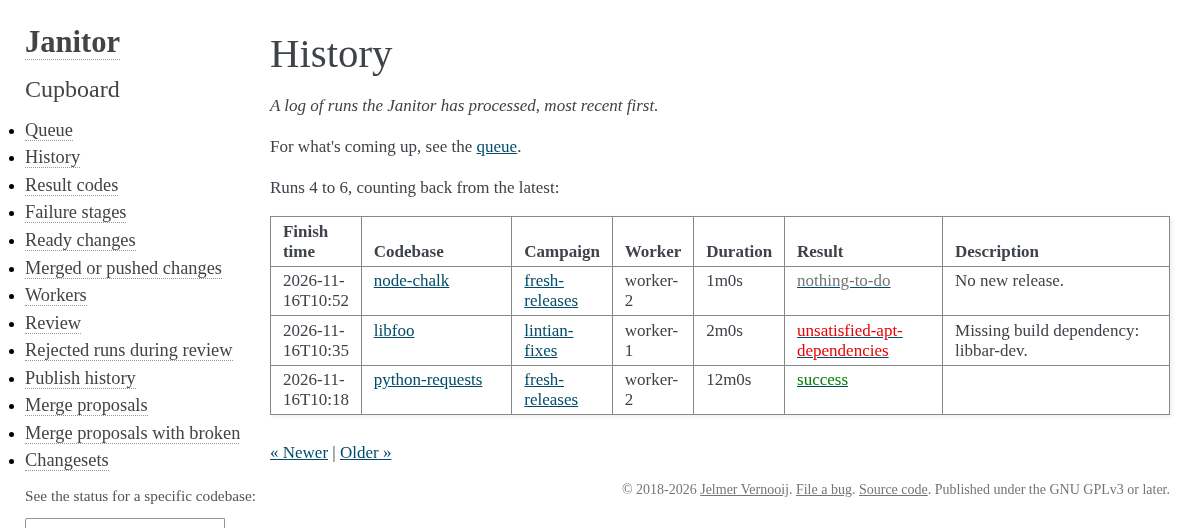 Janitor
Cupboard
Queue
History
Result codes
Failure stages
Ready changes
Merged or pushed changes
Workers
Review
Rejected runs during review
Publish history
Merge proposals
Merge proposals with broken
Changesets
See the status for a specific codebase:
History
A log of runs the Janitor has processed, most recent first.
For what's coming up, see the queue.
Runs 4 to 6, counting back from the latest:
Finish time Codebase Campaign Worker Duration Result Description
2026-11-16T10:52 node-chalk fresh-releases worker-2 1m0s nothing-to-do No new release.
2026-11-16T10:35 libfoo lintian-fixes worker-1 2m0s unsatisfied-apt-dependencies Missing build dependency: libbar-dev.
2026-11-16T10:18 python-requests fresh-releases worker-2 12m0s success
« Newer | Older »
© 2018-2026 Jelmer Vernooij. File a bug. Source code. Published under the GNU GPLv3 or later.